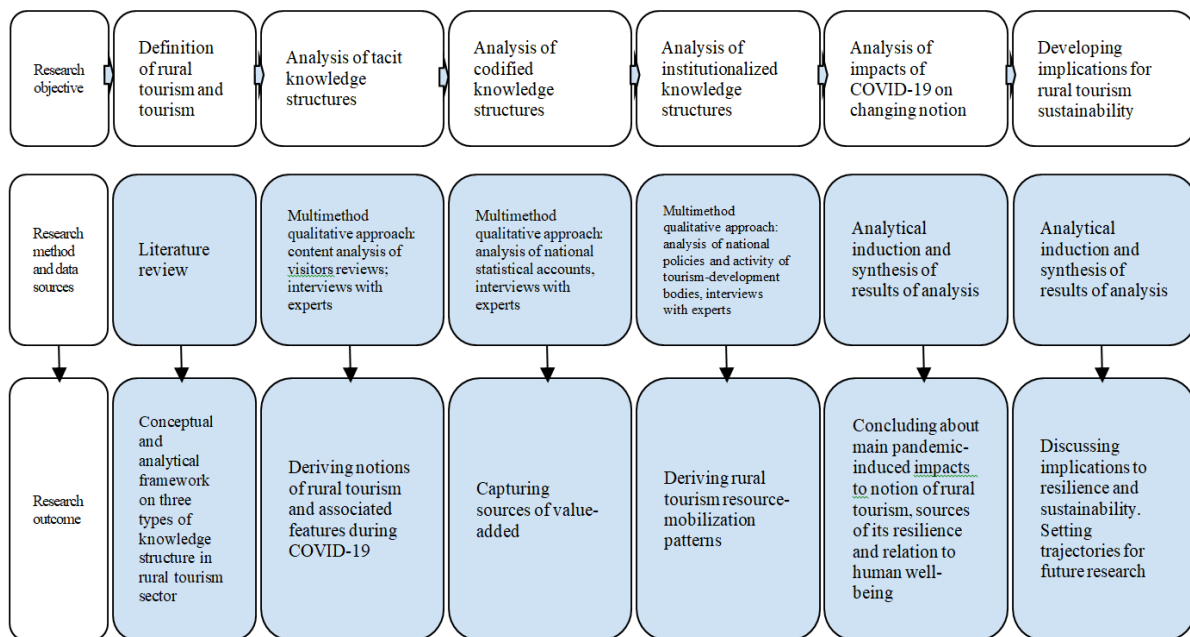 Research
objective
Definition
of rural
tourism and
tourism
Analysis of tacit
knowledge
structures
Analysis of
codified
knowledge
structures
Analysis of
institutionalized
knowledge
structures
Analysis of
impacts of
COVID-19 on
changing notion
Developing
implications for
rural tourism
sustainability
Research
method
and data
sources
Literature
review
Multimethod
qualitative approach:
content analysis of
visitors reviews;
interviews with
experts
Multimethod
qualitative approach:
analysis of national
statistical accounts,
interviews with
experts
Multimethod
qualitative approach:
analysis of national
policies and activity of
tourism-development
bodies, interviews
with experts
Analytical
induction and
synthesis of
results of analysis
Analytical
induction and
synthesis of
results of analysis
Research
outcome
Conceptual
and
analytical
framework
on three
types of
knowledge
structure in
rural tourism
sector
Deriving notions
of rural tourism
and associated
features during
COVID-19
Capturing
sources of value-
added
Deriving rural
tourism resource-
mobilization
patterns
Concluding about
main pandemic-
induced impacts
to notion of rural
tourism, sources
of its resilience
and relation to
human well-
being
Discussing
implications to
resilience and
sustainability.
Setting
trajectories for
future research